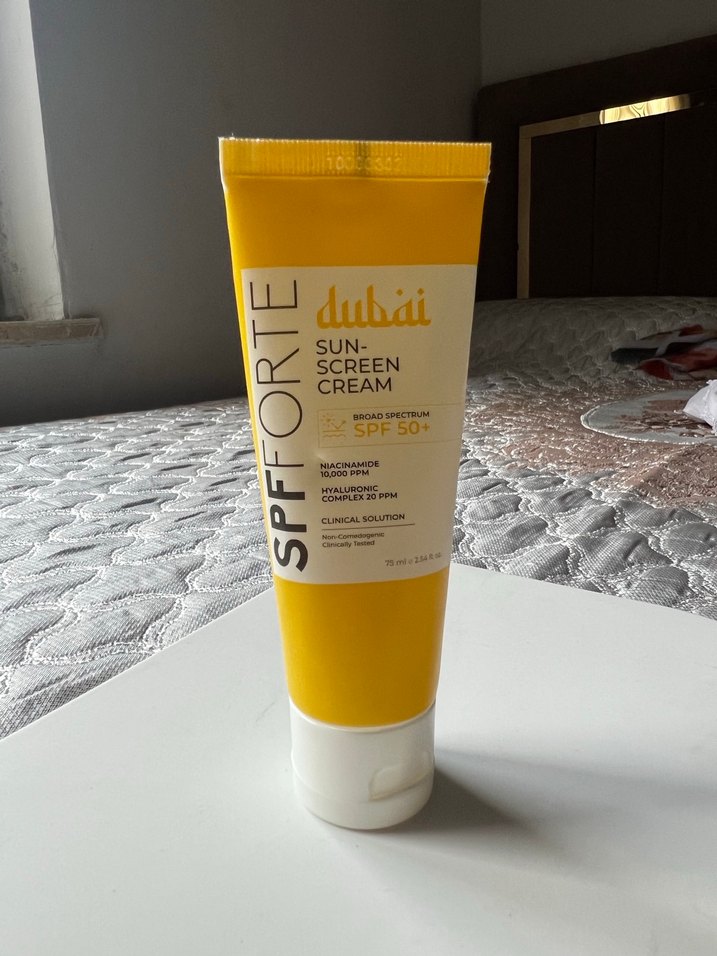 SPFFORTE
dubai
SUN-
SCREEN
CREAM
BROAD SPECTRUM
SPF 50+
NIACINAMIDE
10,000 PPM
HYALURONIC
COMPLEX 20 PPM
CLINICAL SOLUTION
Non-Comedogenic
Clinically Tested
75 ml e 2.54 fl oz.